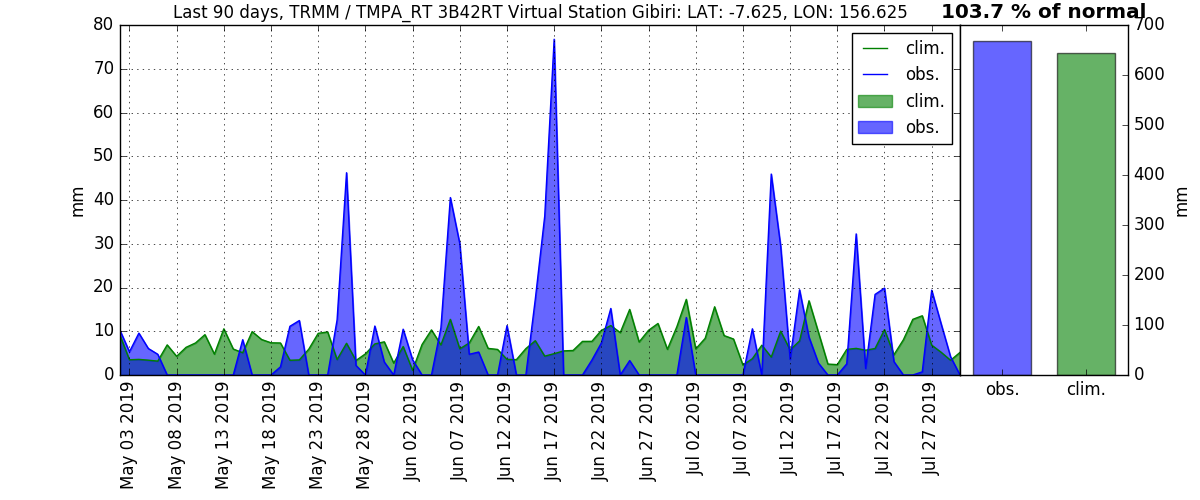 Last 90 days, TRMM / TMPA_RT 3B42RT Virtual Station Gibiri: LAT: -7.625, LON: 156.625
103.7 % of normal
80
70
60
50
40
30
20
10
0
mm
clim.
obs.
clim.
obs.
700
600
500
400
300
200
100
0
mm
May 03 2019
May 08 2019
May 13 2019
May 18 2019
May 23 2019
May 28 2019
Jun 02 2019
Jun 07 2019
Jun 12 2019
Jun 17 2019
Jun 22 2019
Jun 27 2019
Jul 02 2019
Jul 07 2019
Jul 12 2019
Jul 17 2019
Jul 22 2019
Jul 27 2019
obs.
clim.